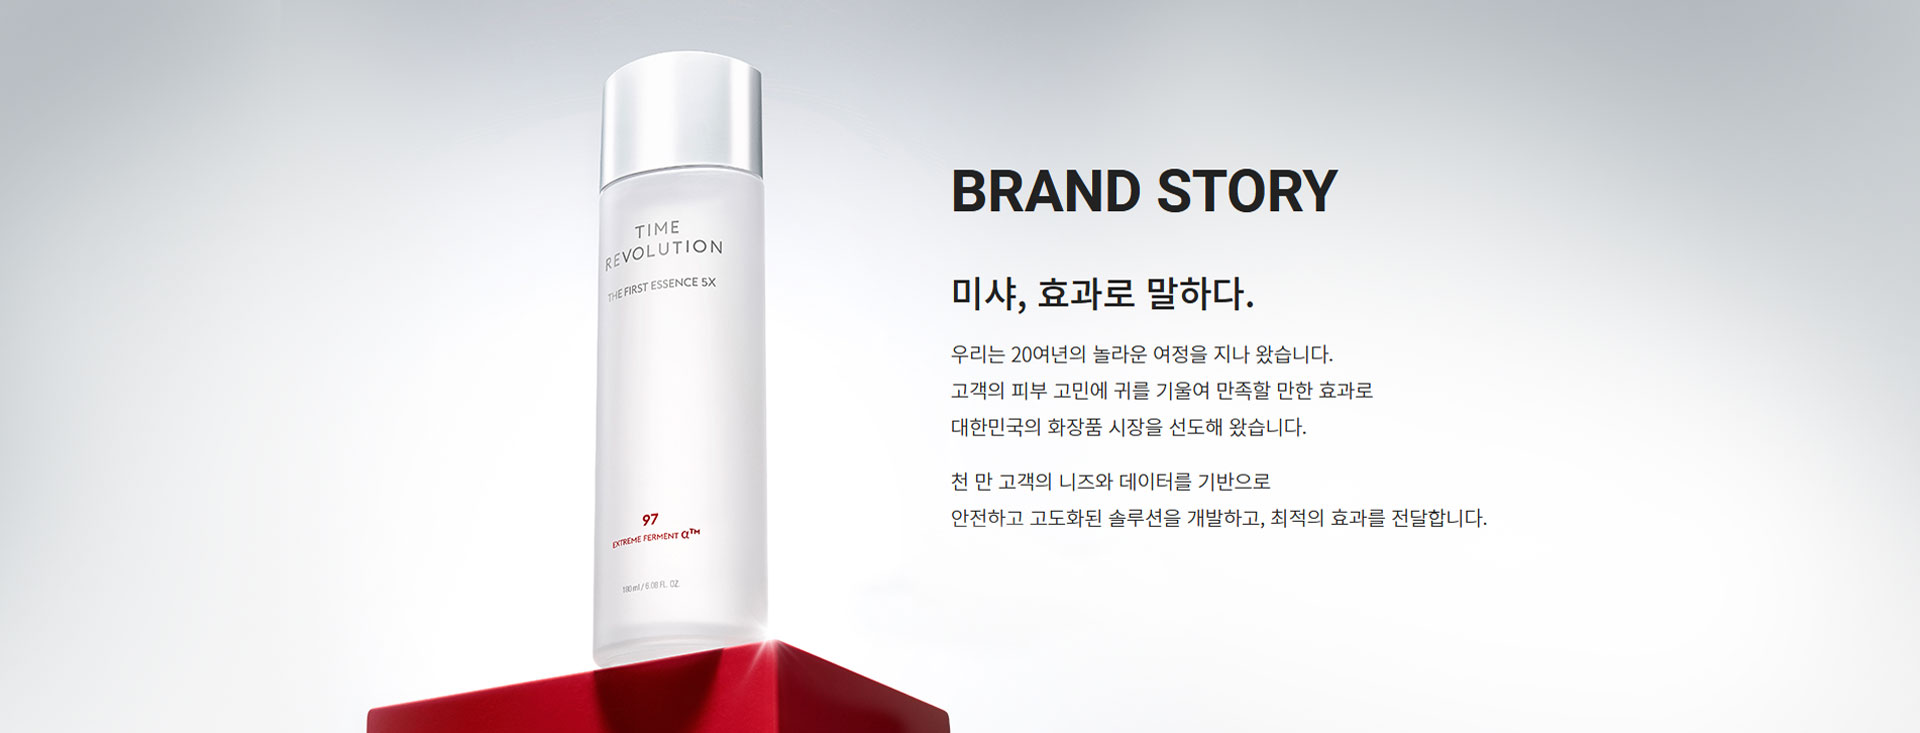 TIME
REVOLUTION
THE FIRST ESSENCE 5X
97
EXTREME FERMENT α™
180 ml / 6.08 FL. OZ.
BRAND STORY
미샤, 효과로 말하다.
우리는 20여년의 놀라운 여정을 지나 왔습니다.
고객의 피부 고민에 귀를 기울여 만족할 만한 효과로
대한민국의 화장품 시장을 선도해 왔습니다.
천 만 고객의 니즈와 데이터를 기반으로
안전하고 고도화된 솔루션을 개발하고, 최적의 효과를 전달합니다.